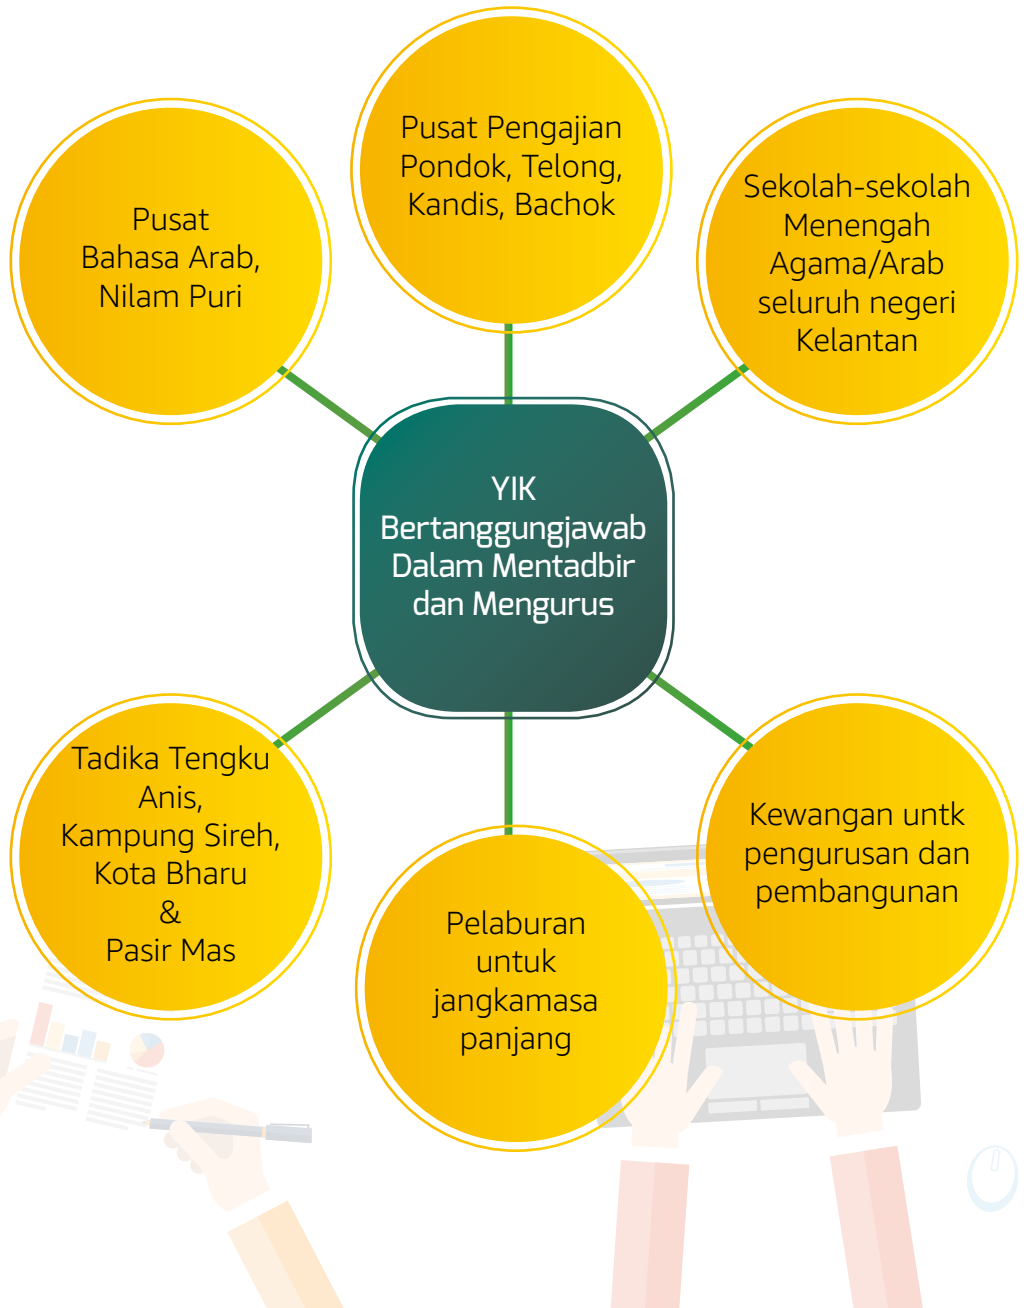 Pusat Pengajian
Pondok, Telong,
Kandis, Bachok
Pusat
Bahasa Arab,
Nilam Puri
Sekolah-sekolah
Menengah
Agama/Arab
seluruh negeri
Kelantan
YIK
Bertanggungjawab
Dalam Mentadbir
dan Mengurus
Tadika Tengku
Anis,
Kampung Sireh,
Kota Bharu
&
Pasir Mas
Pelaburan
untuk
jangkamasa
panjang
Kewangan untk
pengurusan dan
pembangunan